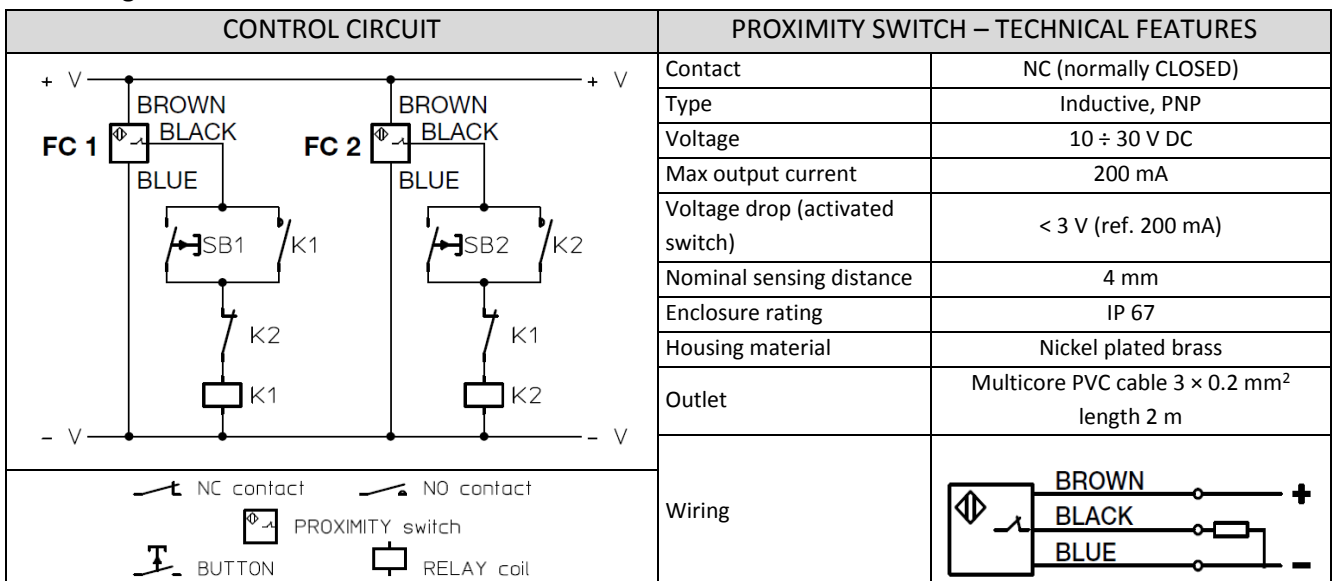 CONTROL CIRCUIT
PROXIMITY SWITCH – TECHNICAL FEATURES
+ V
+ V
BROWN
BLACK
FC 1
BLUE
BROWN
BLACK
FC 2
BLUE
SB1
K1
SB2
K2
K2
K1
K1
K2
– V
– V
NC contact
NO contact
PROXIMITY switch
BUTTON
RELAY coil
Contact
NC (normally CLOSED)
Type
Inductive, PNP
Voltage
10 ÷ 30 V DC
Max output current
200 mA
Voltage drop (activated
switch)
< 3 V (ref. 200 mA)
Nominal sensing distance
4 mm
Enclosure rating
IP 67
Housing material
Nickel plated brass
Outlet
Multicore PVC cable 3 × 0.2 mm²
length 2 m
Wiring
BROWN
+
BLACK
BLUE
–